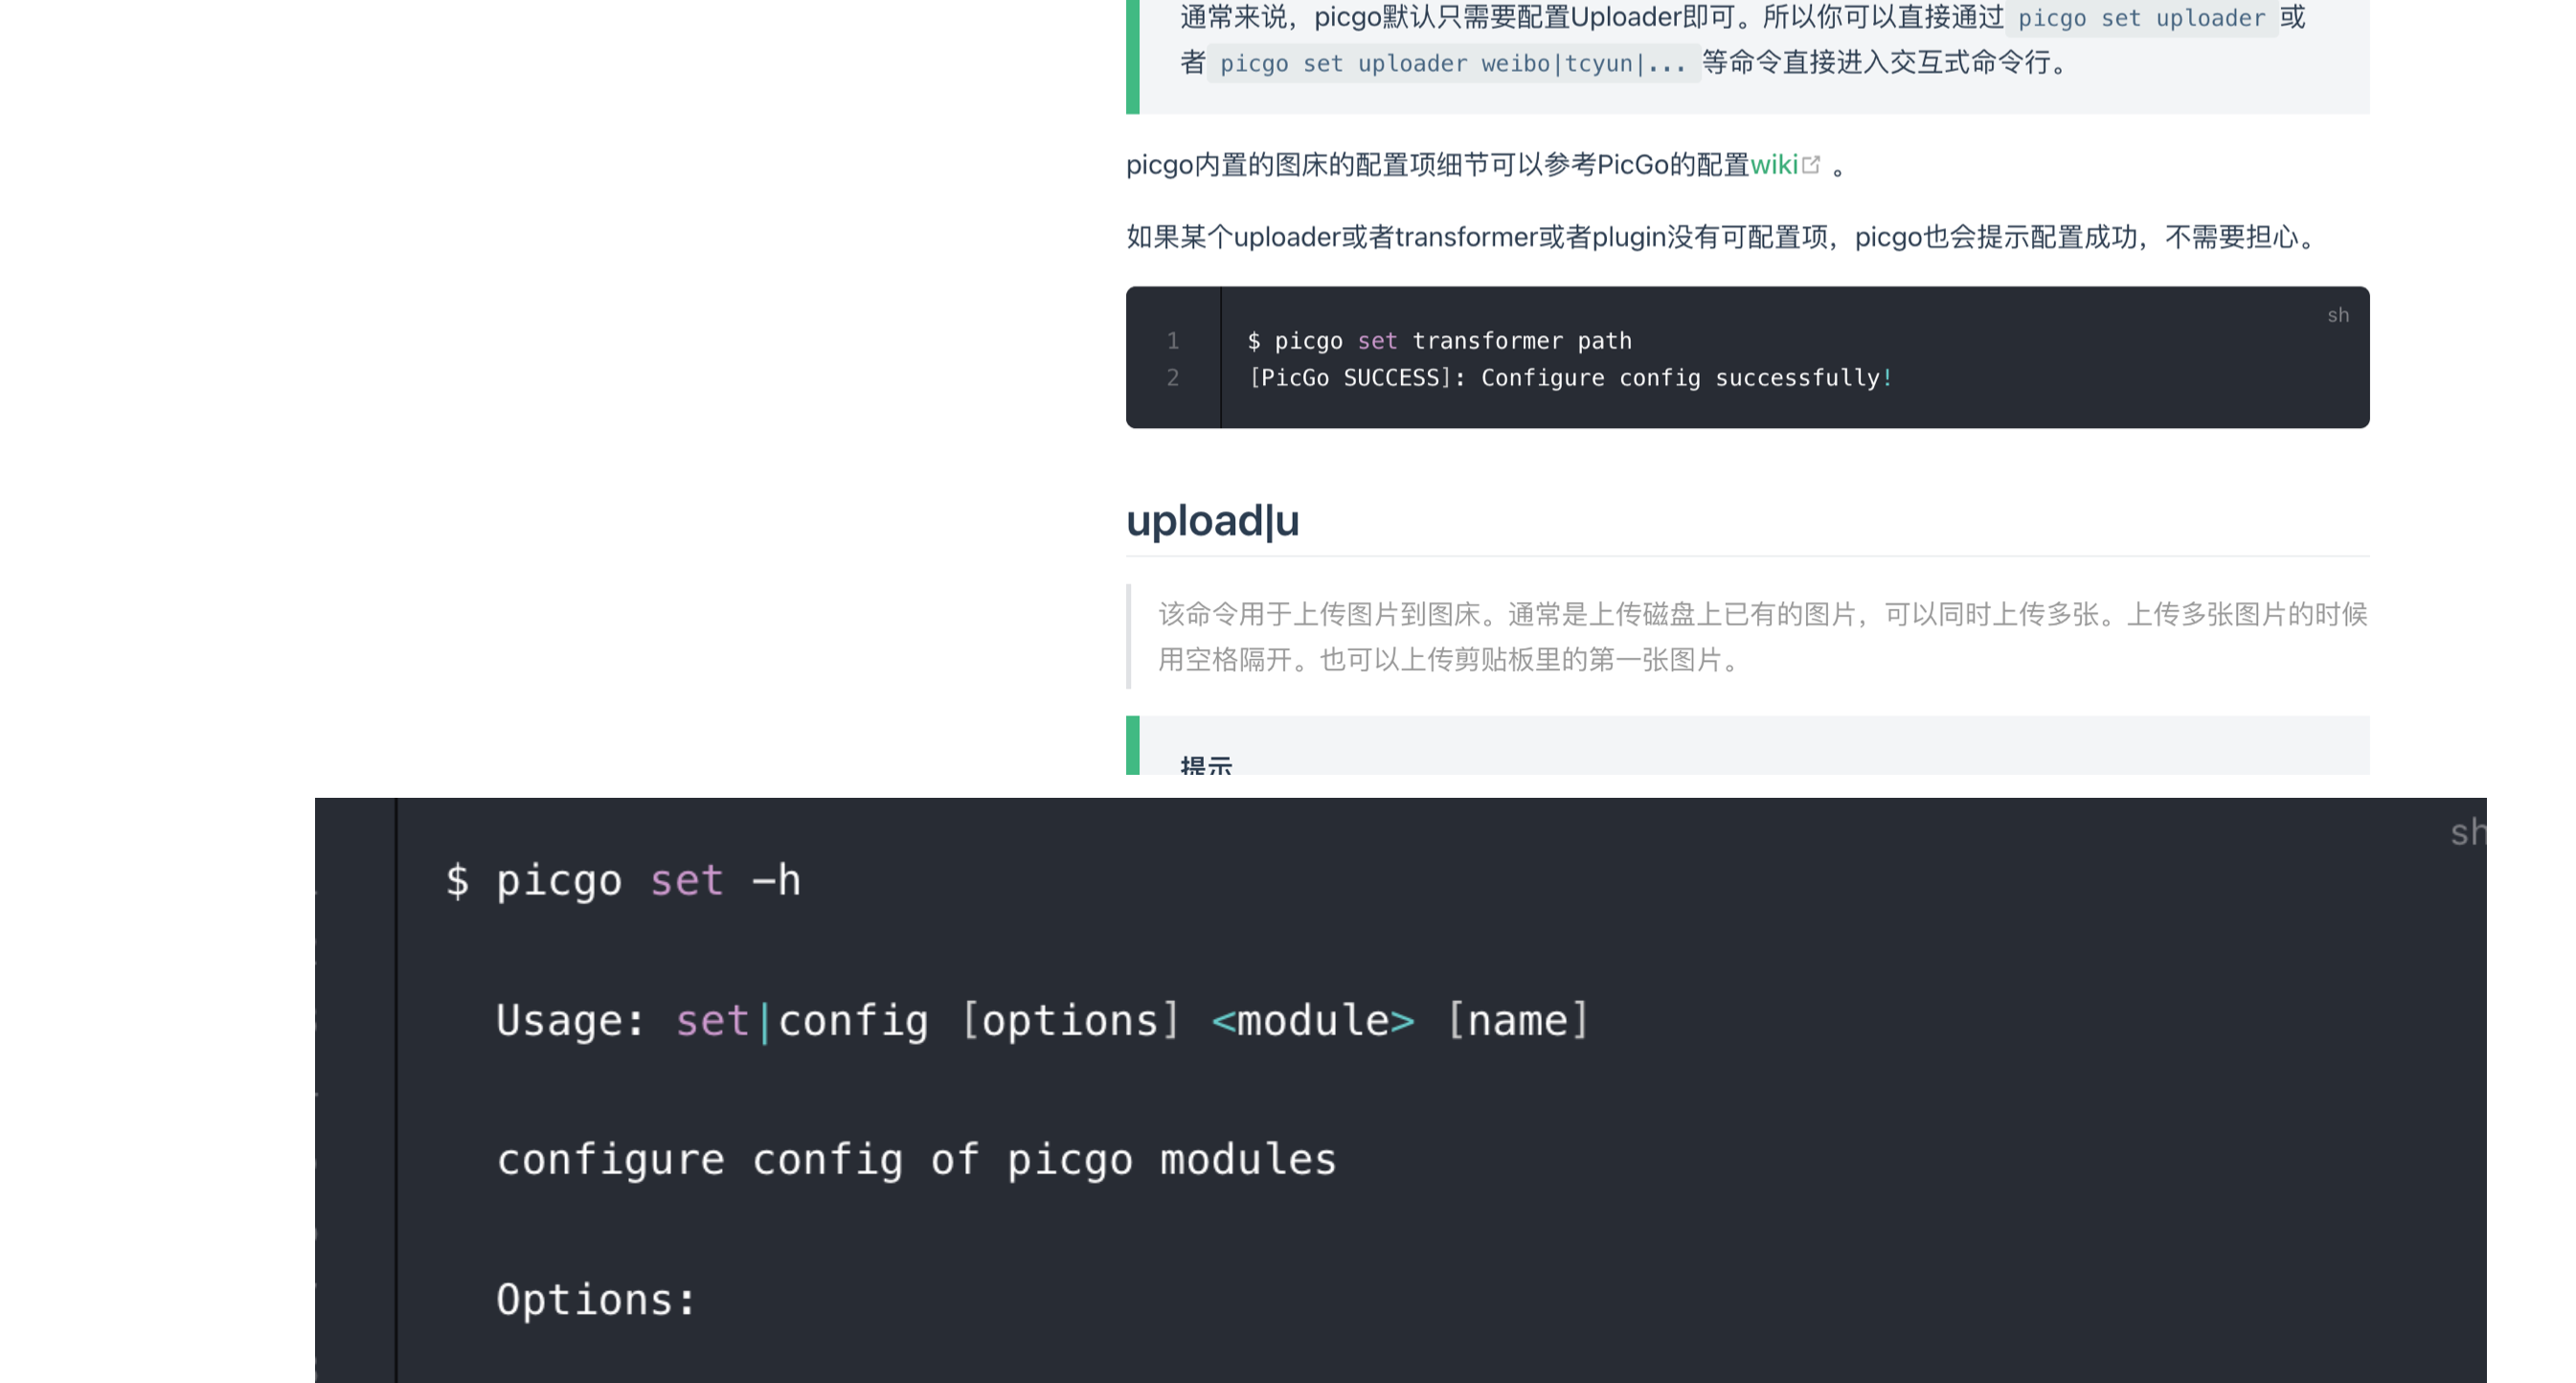 通常来说，picgo默认只需要配置Uploader即可。所以你可以直接通过 picgo set uploader 或
者 picgo set uploader weibo|tcyun|... 等命令直接进入交互式命令行。
picgo内置的图床的配置项细节可以参考PicGo的配置wiki 。
如果某个uploader或者transformer或者plugin没有可配置项，picgo也会提示配置成功，不需要担心。
sh
1 $ picgo set transformer path
2 [PicGo SUCCESS]: Configure config successfully!
upload|u
该命令用于上传图片到图床。通常是上传磁盘上已有的图片，可以同时上传多张。上传多张图片的时候
用空格隔开。也可以上传剪贴板里的第一张图片。
提示
sh
$ picgo set -h
Usage: set|config [options] <module> [name]
configure config of picgo modules
Options: